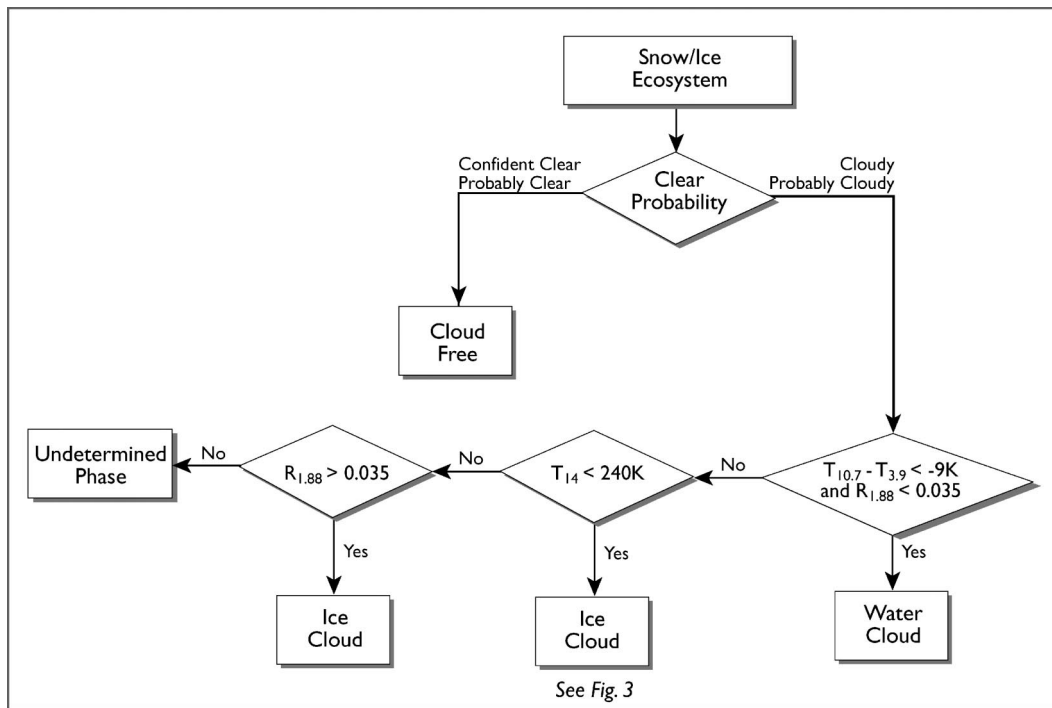 Snow/Ice
Ecosystem
Confident Clear
Probably Clear
Clear
Probability
Cloudy
Probably Cloudy
Cloud
Free
Undetermined
Phase
No
R1.88 > 0.035
No
T14 < 240K
No
T10.7 - T3.9 < -9K
and R1.88 < 0.035
Yes
Yes
Yes
Ice
Cloud
Ice
Cloud
Water
Cloud
See Fig. 3